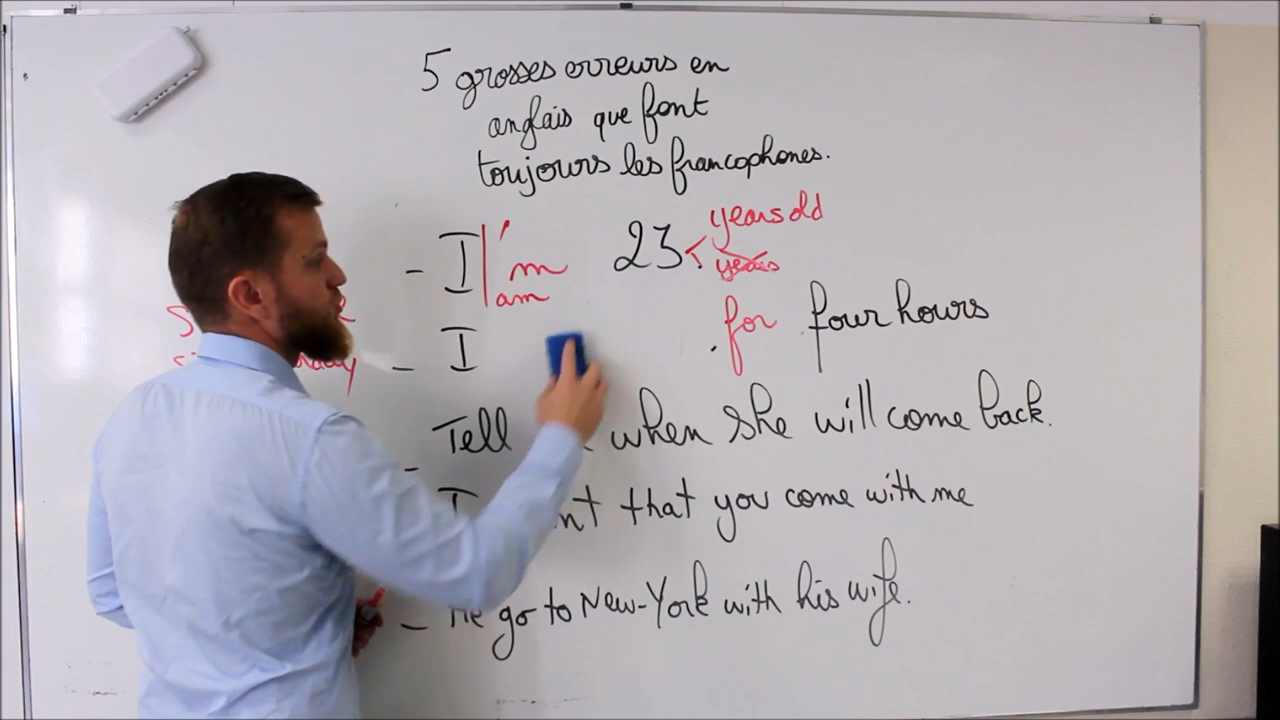 5 grosses erreurs en
anglais que font
toujours les francophones.
- I'm 23. years old
am years
- I for four hours
- Tell when she will come back.
- I that you come with me
- He go to New-York with his wife.